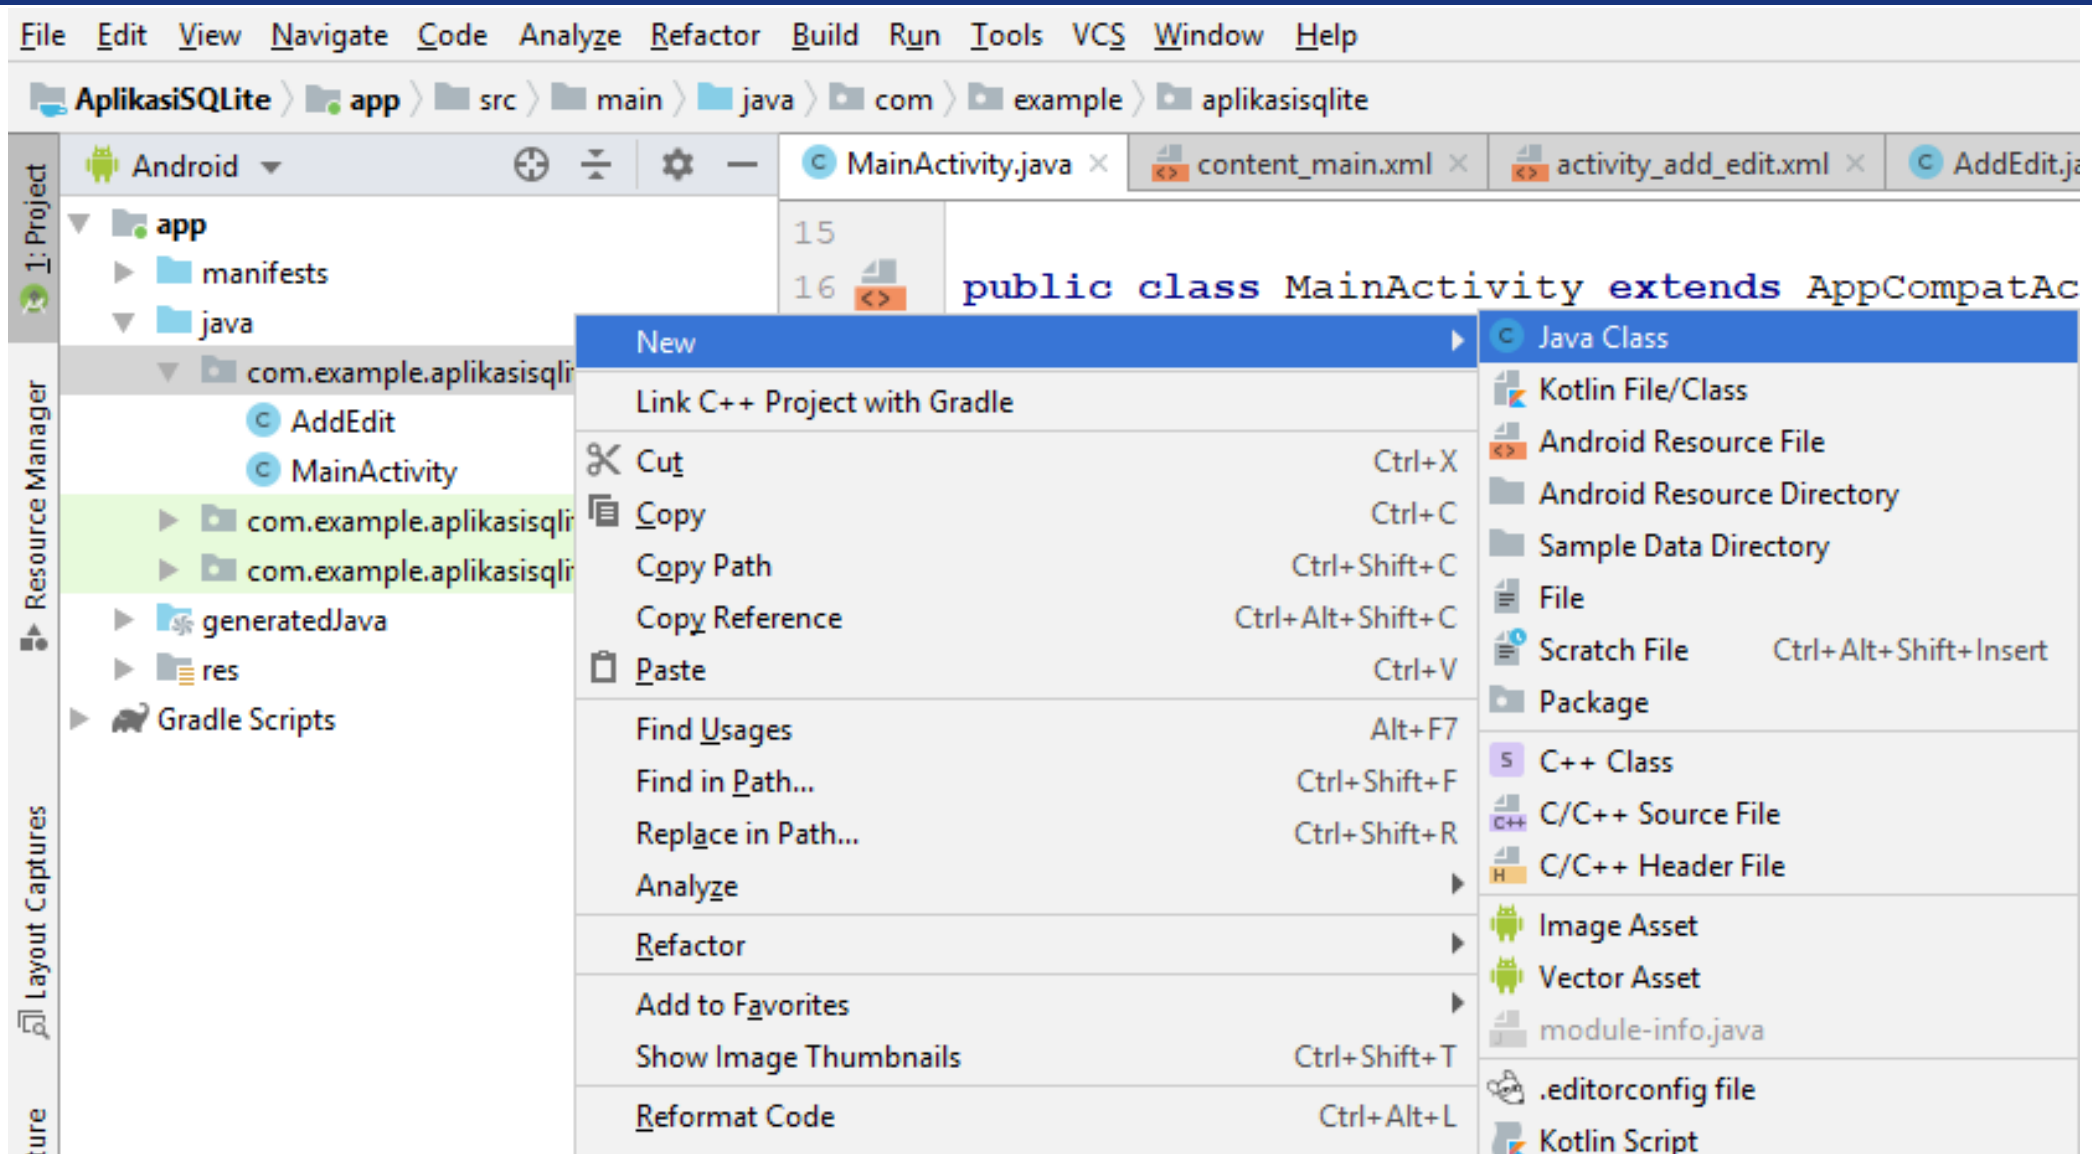 File Edit View Navigate Code Analyze Refactor Build Run Tools VCS Window Help
AplikasiSQLite app src main java com example aplikasisqlite
1: Project
Resource Manager
Layout Captures
Android
MainActivity.java content_main.xml activity_add_edit.xml AddEdit.ja
app
manifests
java
com.example.aplikasisqli
AddEdit
MainActivity
com.example.aplikasisqli
com.example.aplikasisqli
generatedJava
res
Gradle Scripts
15
16 public class MainActivity extends AppCompatAc
New
Link C++ Project with Gradle
Cut Ctrl+X
Copy Ctrl+C
Copy Path Ctrl+Shift+C
Copy Reference Ctrl+Alt+Shift+C
Paste Ctrl+V
Find Usages Alt+F7
Find in Path... Ctrl+Shift+F
Replace in Path... Ctrl+Shift+R
Analyze
Refactor
Add to Favorites
Show Image Thumbnails Ctrl+Shift+T
Reformat Code Ctrl+Alt+L
Java Class
Kotlin File/Class
Android Resource File
Android Resource Directory
Sample Data Directory
File
Scratch File Ctrl+Alt+Shift+Insert
Package
C++ Class
C/C++ Source File
C/C++ Header File
Image Asset
Vector Asset
module-info.java
.editorconfig file
Kotlin Script